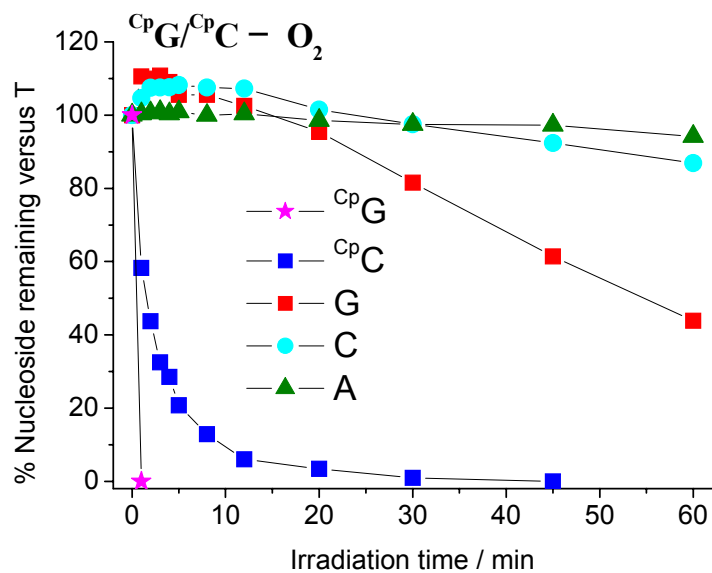 CpG/CpC − O2
120
100
80
60
40
20
0
% Nucleoside remaining versus T
CpG
CpC
G
C
A
0 10 20 30 40 50 60
Irradiation time / min